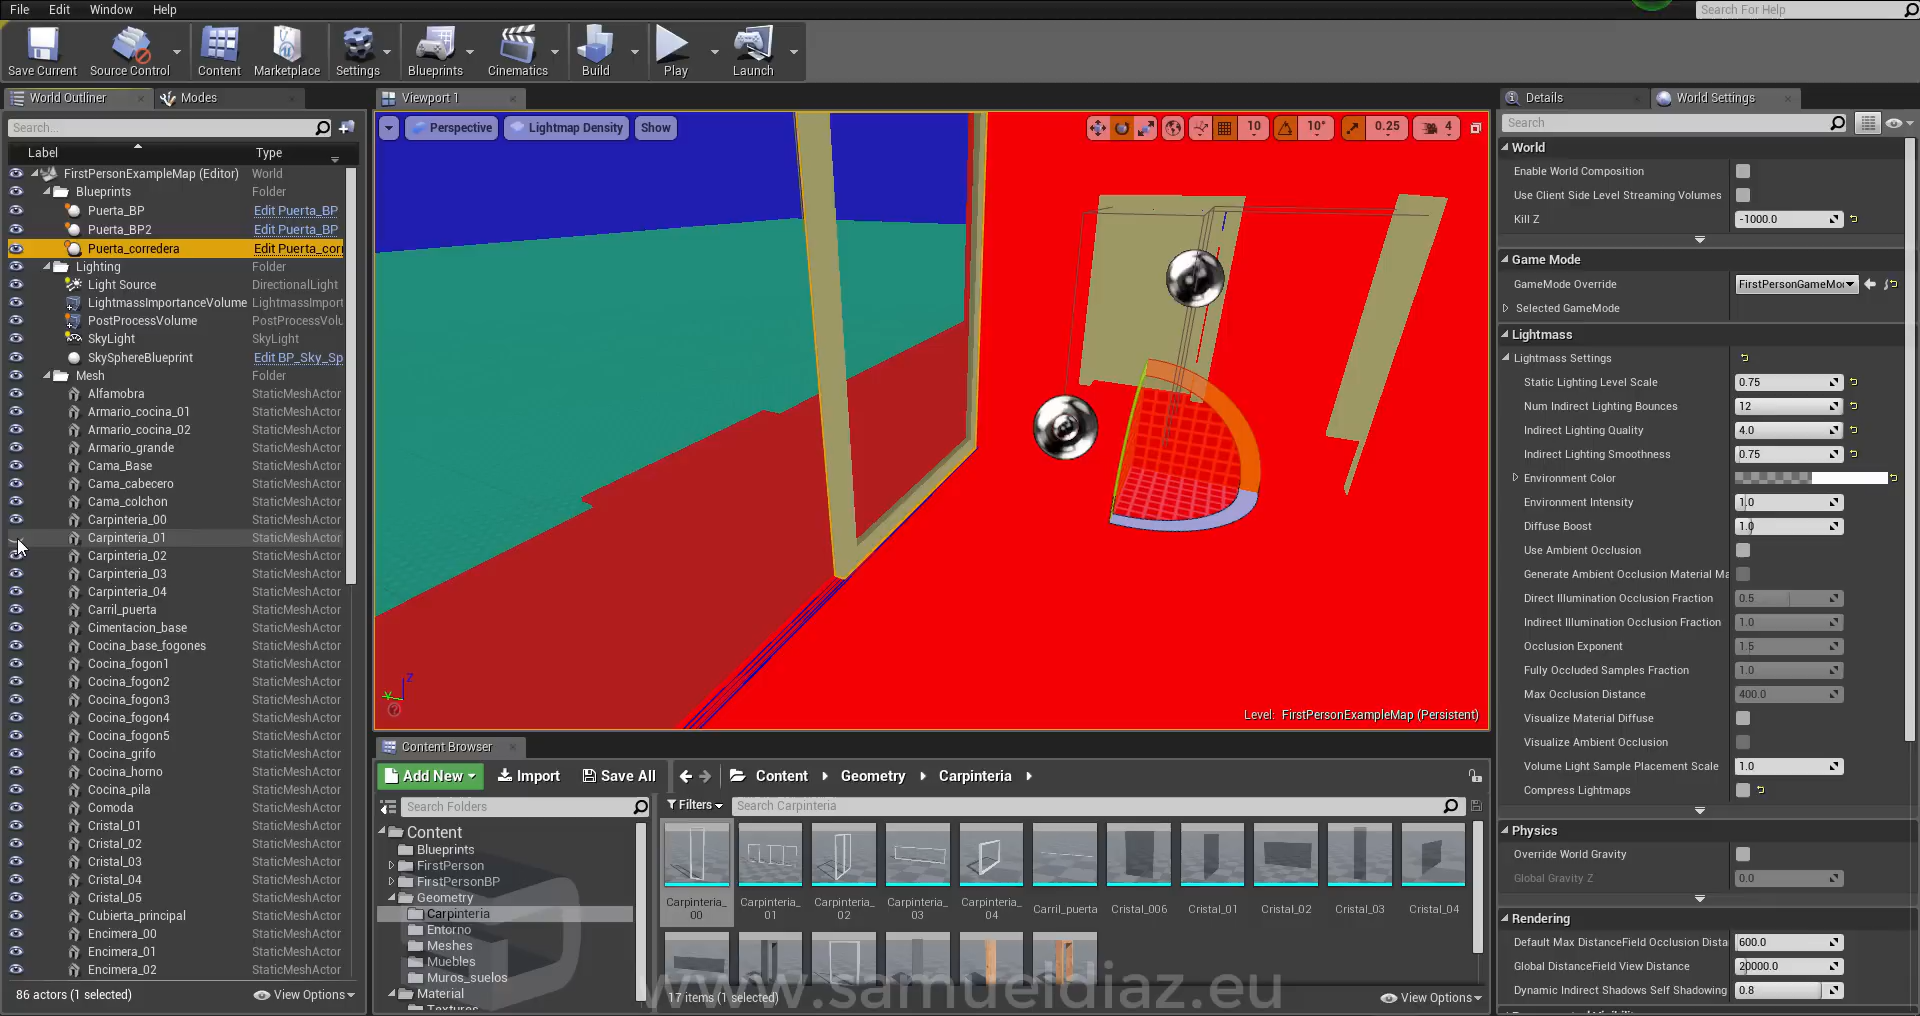 File Edit Window Help
Search For Help
Save Current Source Control Content Marketplace Settings Blueprints Cinematics Build Play Launch
World Outliner Modes
Search...
Label Type
FirstPersonExampleMap (Editor) World
Blueprints Folder
Puerta_BP Edit Puerta_BP
Puerta_BP2 Edit Puerta_BP
Puerta_corredera Edit Puerta_corr
Lighting Folder
Light Source DirectionalLight
LightmassImportanceVolume LightmassImport
PostProcessVolume PostProcessVolu
SkyLight SkyLight
SkySphereBlueprint Edit BP_Sky_Sp
Mesh Folder
Alfamobra StaticMeshActor
Armario_cocina_01 StaticMeshActor
Armario_cocina_02 StaticMeshActor
Armario_grande StaticMeshActor
Cama_Base StaticMeshActor
Cama_cabecero StaticMeshActor
Cama_colchon StaticMeshActor
Carpinteria_00 StaticMeshActor
Carpinteria_01 StaticMeshActor
Carpinteria_02 StaticMeshActor
Carpinteria_03 StaticMeshActor
Carpinteria_04 StaticMeshActor
Carril_puerta StaticMeshActor
Cimentacion_base StaticMeshActor
Cocina_base_fogones StaticMeshActor
Cocina_fogon1 StaticMeshActor
Cocina_fogon2 StaticMeshActor
Cocina_fogon3 StaticMeshActor
Cocina_fogon4 StaticMeshActor
Cocina_fogon5 StaticMeshActor
Cocina_grifo StaticMeshActor
Cocina_horno StaticMeshActor
Cocina_pila StaticMeshActor
Comoda StaticMeshActor
Cristal_01 StaticMeshActor
Cristal_02 StaticMeshActor
Cristal_03 StaticMeshActor
Cristal_04 StaticMeshActor
Cristal_05 StaticMeshActor
Cubierta_principal StaticMeshActor
Encimera_00 StaticMeshActor
Encimera_01 StaticMeshActor
Encimera_02 StaticMeshActor
86 actors (1 selected) View Options
Viewport 1
Perspective Lightmap Density Show 10 10° 0.25 4
Z
Y
Level: FirstPersonExampleMap (Persistent)
Content Browser
Add New Import Save All Content Geometry Carpinteria
Search Folders Filters Search Carpinteria
Content
Blueprints
FirstPerson
FirstPersonBP
Geometry
Carpinteria
Entorno
Meshes
Muebles
Muros_suelos
Material
Textures
Carpinteria_00 Carpinteria_01 Carpinteria_02 Carpinteria_03 Carpinteria_04 Carril_puerta Cristal_006 Cristal_01 Cristal_02 Cristal_03 Cristal_04
17 items (1 selected) View Options
www.samueldiaz.eu
Details World Settings
Search
World
Enable World Composition
Use Client Side Level Streaming Volumes
Kill Z -1000.0
Game Mode
GameMode Override FirstPersonGameMo
Selected GameMode
Lightmass
Lightmass Settings
Static Lighting Level Scale 0.75
Num Indirect Lighting Bounces 12
Indirect Lighting Quality 4.0
Indirect Lighting Smoothness 0.75
Environment Color
Environment Intensity 1.0
Diffuse Boost 1.0
Use Ambient Occlusion
Generate Ambient Occlusion Material Ma
Direct Illumination Occlusion Fraction 0.5
Indirect Illumination Occlusion Fraction 1.0
Occlusion Exponent 1.5
Fully Occluded Samples Fraction 1.0
Max Occlusion Distance 400.0
Visualize Material Diffuse
Visualize Ambient Occlusion
Volume Light Sample Placement Scale 1.0
Compress Lightmaps
Physics
Override World Gravity
Global Gravity Z 0.0
Rendering
Default Max DistanceField Occlusion Dista 600.0
Global DistanceField View Distance 20000.0
Dynamic Indirect Shadows Self Shadowing 0.8